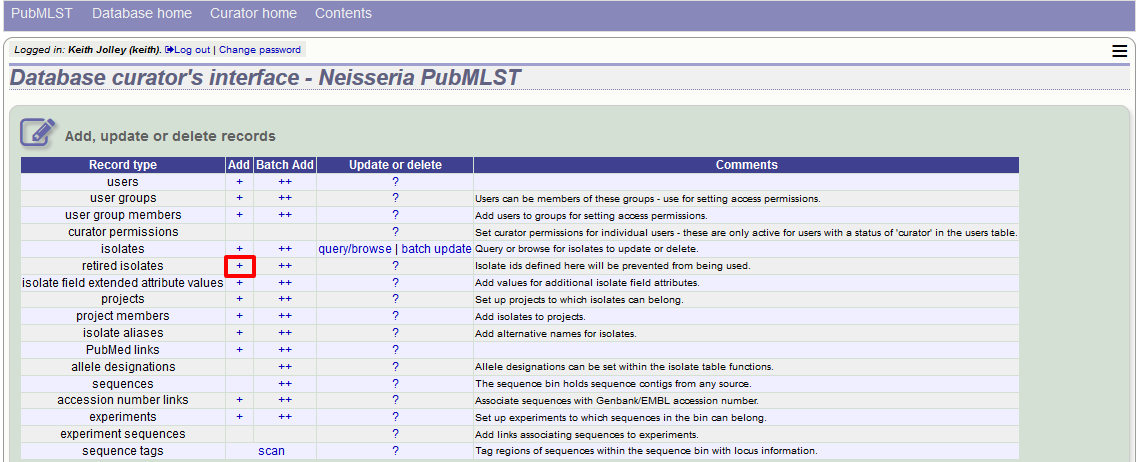 PubMLST Database home Curator home Contents
Logged in: Keith Jolley (keith). Log out | Change password
Database curator's interface - Neisseria PubMLST
Add, update or delete records
Record type Add Batch Add Update or delete Comments
users + ++ ?
user groups + ++ ? Users can be members of these groups - use for setting access permissions.
user group members + ++ ? Add users to groups for setting access permissions.
curator permissions ? Set curator permissions for individual users - these are only active for users with a status of 'curator' in the users table.
isolates + ++ query/browse | batch update Query or browse for isolates to update or delete.
retired isolates + ++ ? Isolate ids defined here will be prevented from being used.
isolate field extended attribute values + ++ ? Add values for additional isolate field attributes.
projects + ++ ? Set up projects to which isolates can belong.
project members + ++ ? Add isolates to projects.
isolate aliases + ++ ? Add alternative names for isolates.
PubMed links + ++ ?
allele designations ++ ? Allele designations can be set within the isolate table functions.
sequences ++ ? The sequence bin holds sequence contigs from any source.
accession number links + ++ ? Associate sequences with Genbank/EMBL accession number.
experiments + ++ ? Set up experiments to which sequences in the bin can belong.
experiment sequences ? Add links associating sequences to experiments.
sequence tags scan ? Tag regions of sequences within the sequence bin with locus information.